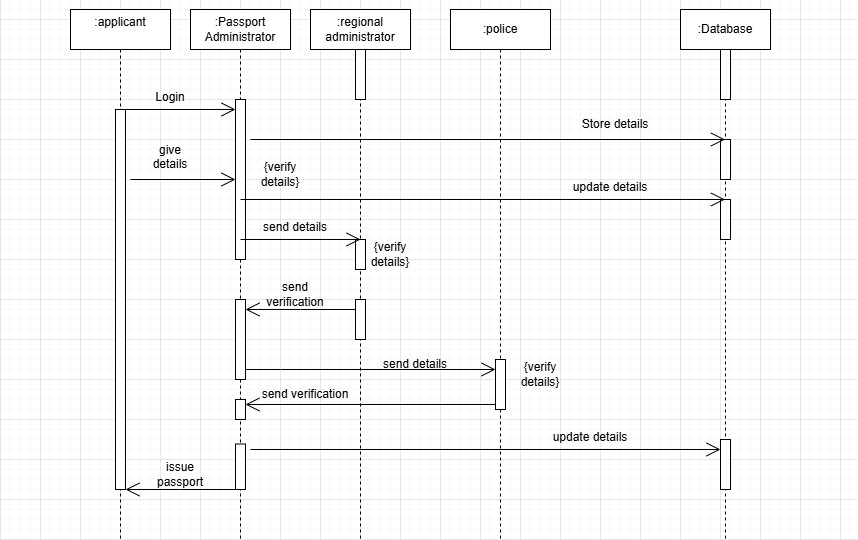 :applicant
:Passport
Administrator
:regional
administrator
:police
:Database
Login
Store details
give
details
{verify
details}
update details
send details
{verify
details}
send
verification
send details
{verify
details}
send verification
update details
issue
passport